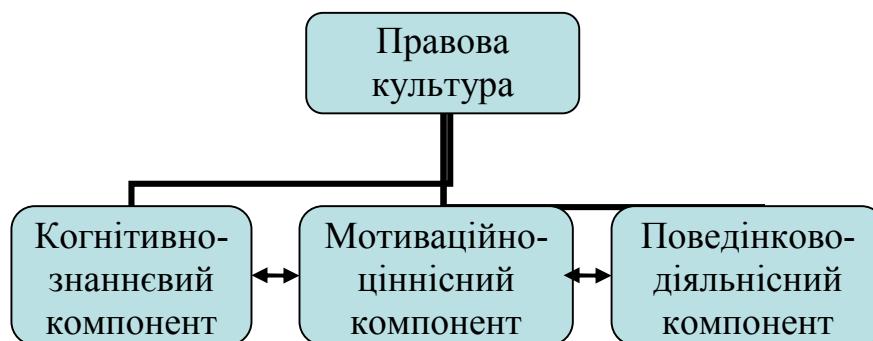 Правова
культура
Когнітивно-
знаннєвий
компонент
Мотиваційно-
ціннісний
компонент
Поведінково-
діяльнісний
компонент